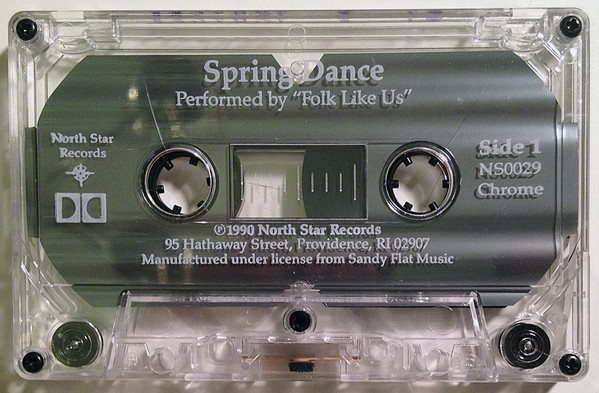 Spring Dance
Performed by "Folk Like Us"
North Star
Records
Side 1
NS0029
Chrome
℗1990 North Star Records
95 Hathaway Street, Providence, RI 02907
Manufactured under license from Sandy Flat Music